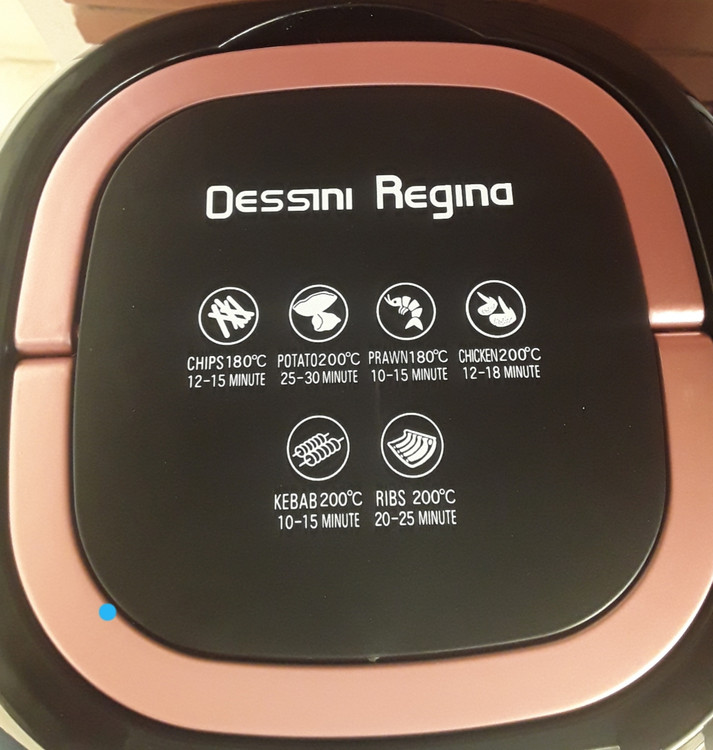 Dessini Regina
CHIPS180°C POTATO200°C PRAWN180°C CHICKEN200°C
12-15 MINUTE 25-30 MINUTE 10-15 MINUTE 12-18 MINUTE
KEBAB200°C RIBS 200°C
10-15 MINUTE 20-25 MINUTE